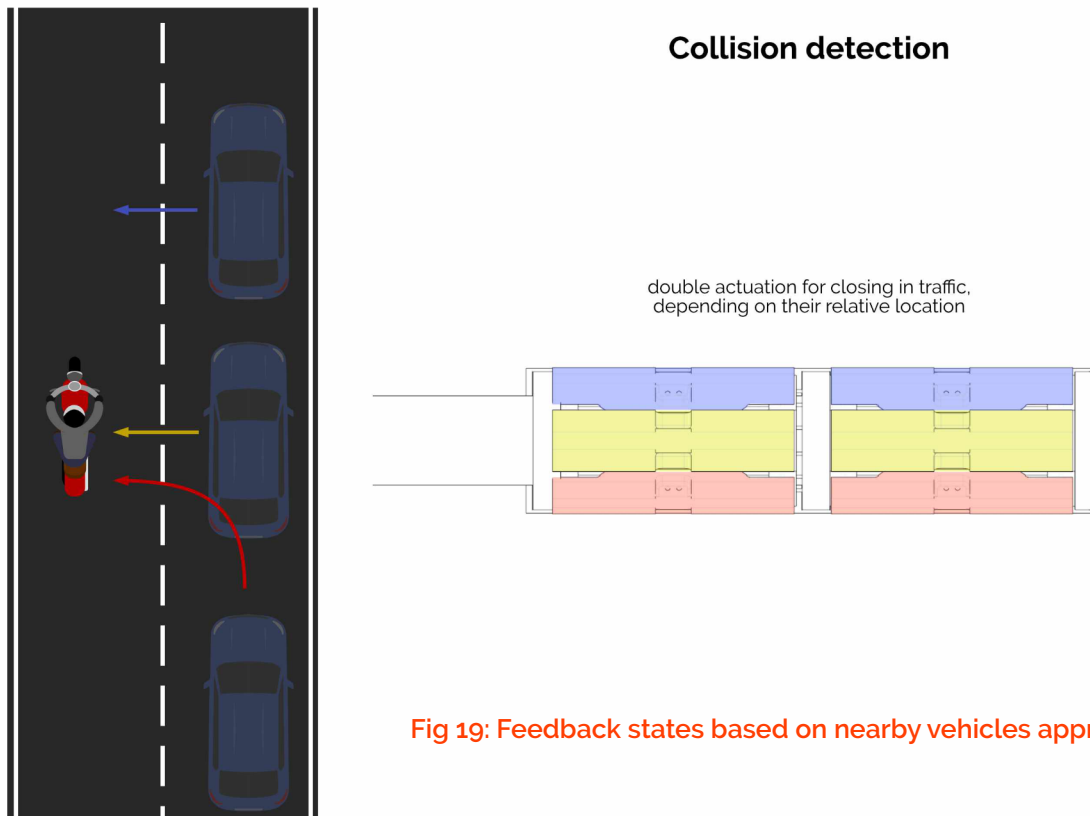 Collision detection
double actuation for closing in traffic,
depending on their relative location
Fig 19: Feedback states based on nearby vehicles